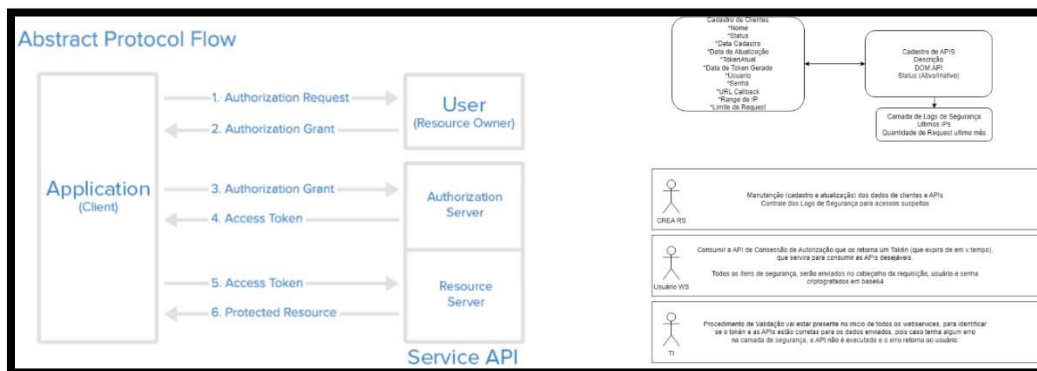 Abstract Protocol Flow
1. Authorization Request
2. Authorization Grant
3. Authorization Grant
4. Access Token
5. Access Token
6. Protected Resource
Application
(Client)
User
(Resource Owner)
Authorization
Server
Resource
Server
Service API
Cadastro de Clientes
*Nome
*Status
*Data Cadastro
*Data de Atualização
*TokenAtual
*Data de Token Gerado
*Usuario
*Senha
*URL Callback
*Range de IP
*Limite de Request
Cadastro de APIS
Descrição
DOM.API
Status (Ativo/Inativo)
Camada de Logs de Segurança
Ultimos IPs
Quantidade de Request ultimo mês
CREA RS
Manutenção (cadastro e atualização) dos dados de clientes e APIs
Controle dos Logs de Segurança para acessos suspeitos
Usuário WS
Consumir a API de Consessão de Autorização que os retorna um Token (que expira de em x tempo),
que servira para consumir as APIs desejáveis.
Todos os itens de segurança, serão enviados no cabeçalho da requisição, usuário e senha
criptografados em base64
TI
Procedimento de Validação vai estar presente no inicio de todos os webservices, para identificar
se o token e as APIs estão corretas para os dados enviados, pois caso tenha algum erro
na camada de segurança, a API não é executada e o erro retorna ao usuário.